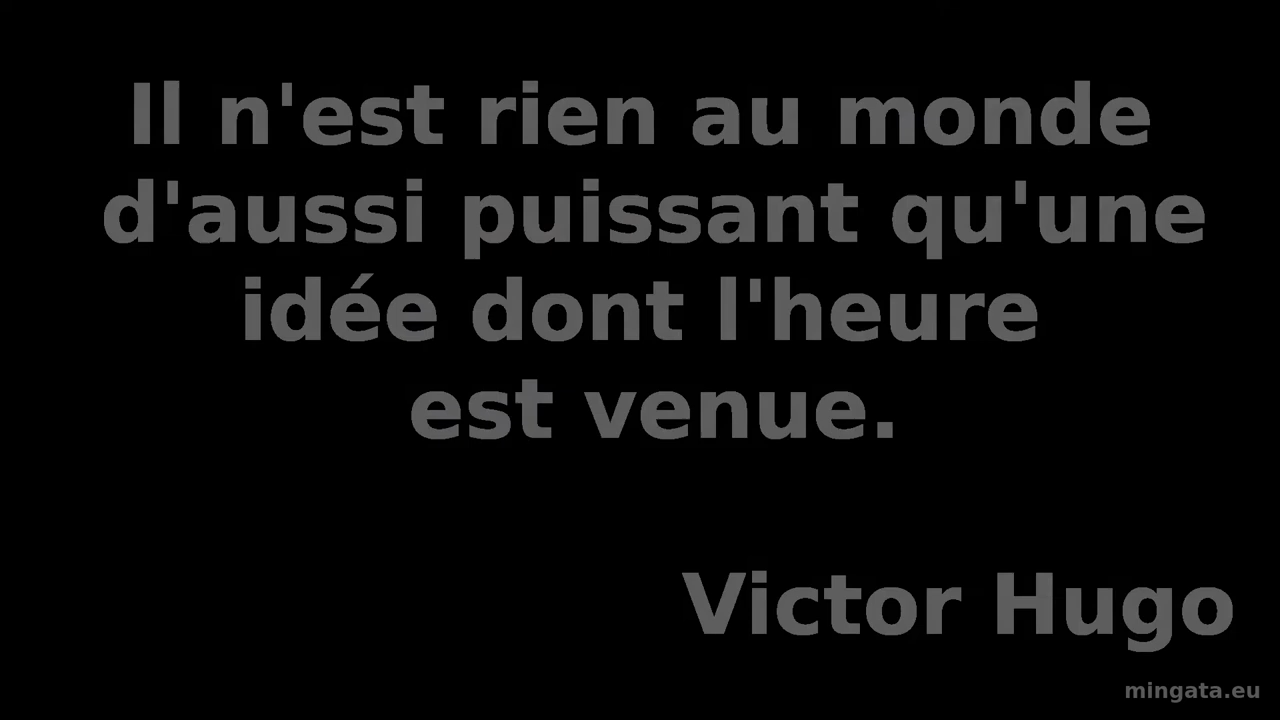 Il n'est rien au monde
d'aussi puissant qu'une
idée dont l'heure
est venue.
Victor Hugo
mingata.eu